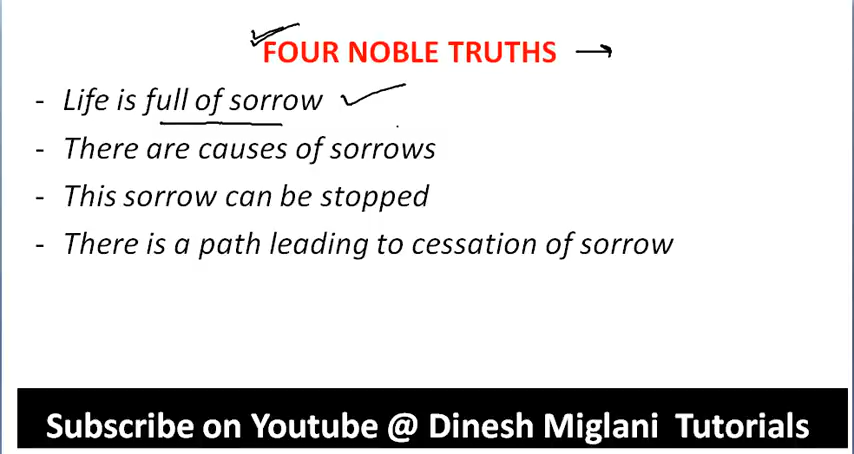 FOUR NOBLE TRUTHS
- Life is full of sorrow
- There are causes of sorrows
- This sorrow can be stopped
- There is a path leading to cessation of sorrow
Subscribe on Youtube @ Dinesh Miglani Tutorials